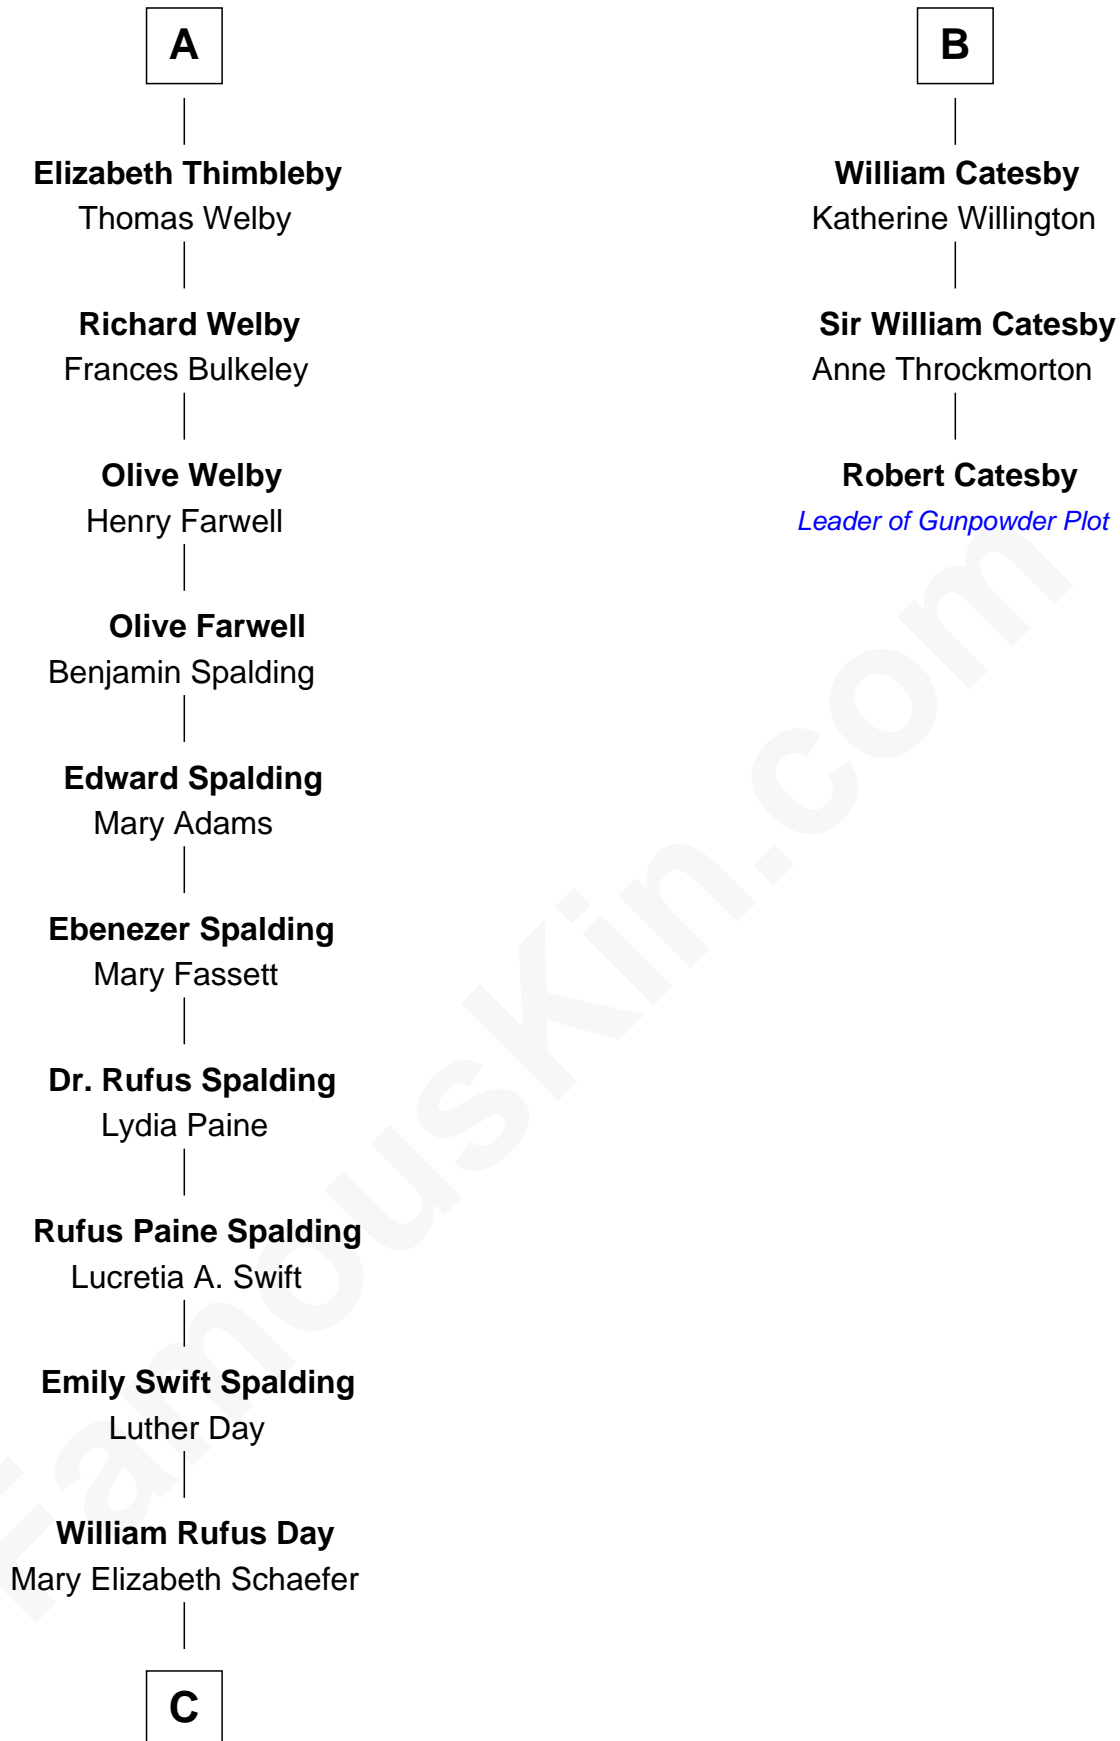 A
Elizabeth Thimbleby
Thomas Welby
Richard Welby
Frances Bulkeley
Olive Welby
Henry Farwell
Olive Farwell
Benjamin Spalding
Edward Spalding
Mary Adams
Ebenezer Spalding
Mary Fassett
Dr. Rufus Spalding
Lydia Paine
Rufus Paine Spalding
Lucretia A. Swift
Emily Swift Spalding
Luther Day
William Rufus Day
Mary Elizabeth Schaefer
C
B
William Catesby
Katherine Willington
Sir William Catesby
Anne Throckmorton
Robert Catesby
Leader of Gunpowder Plot
FamousKin.com